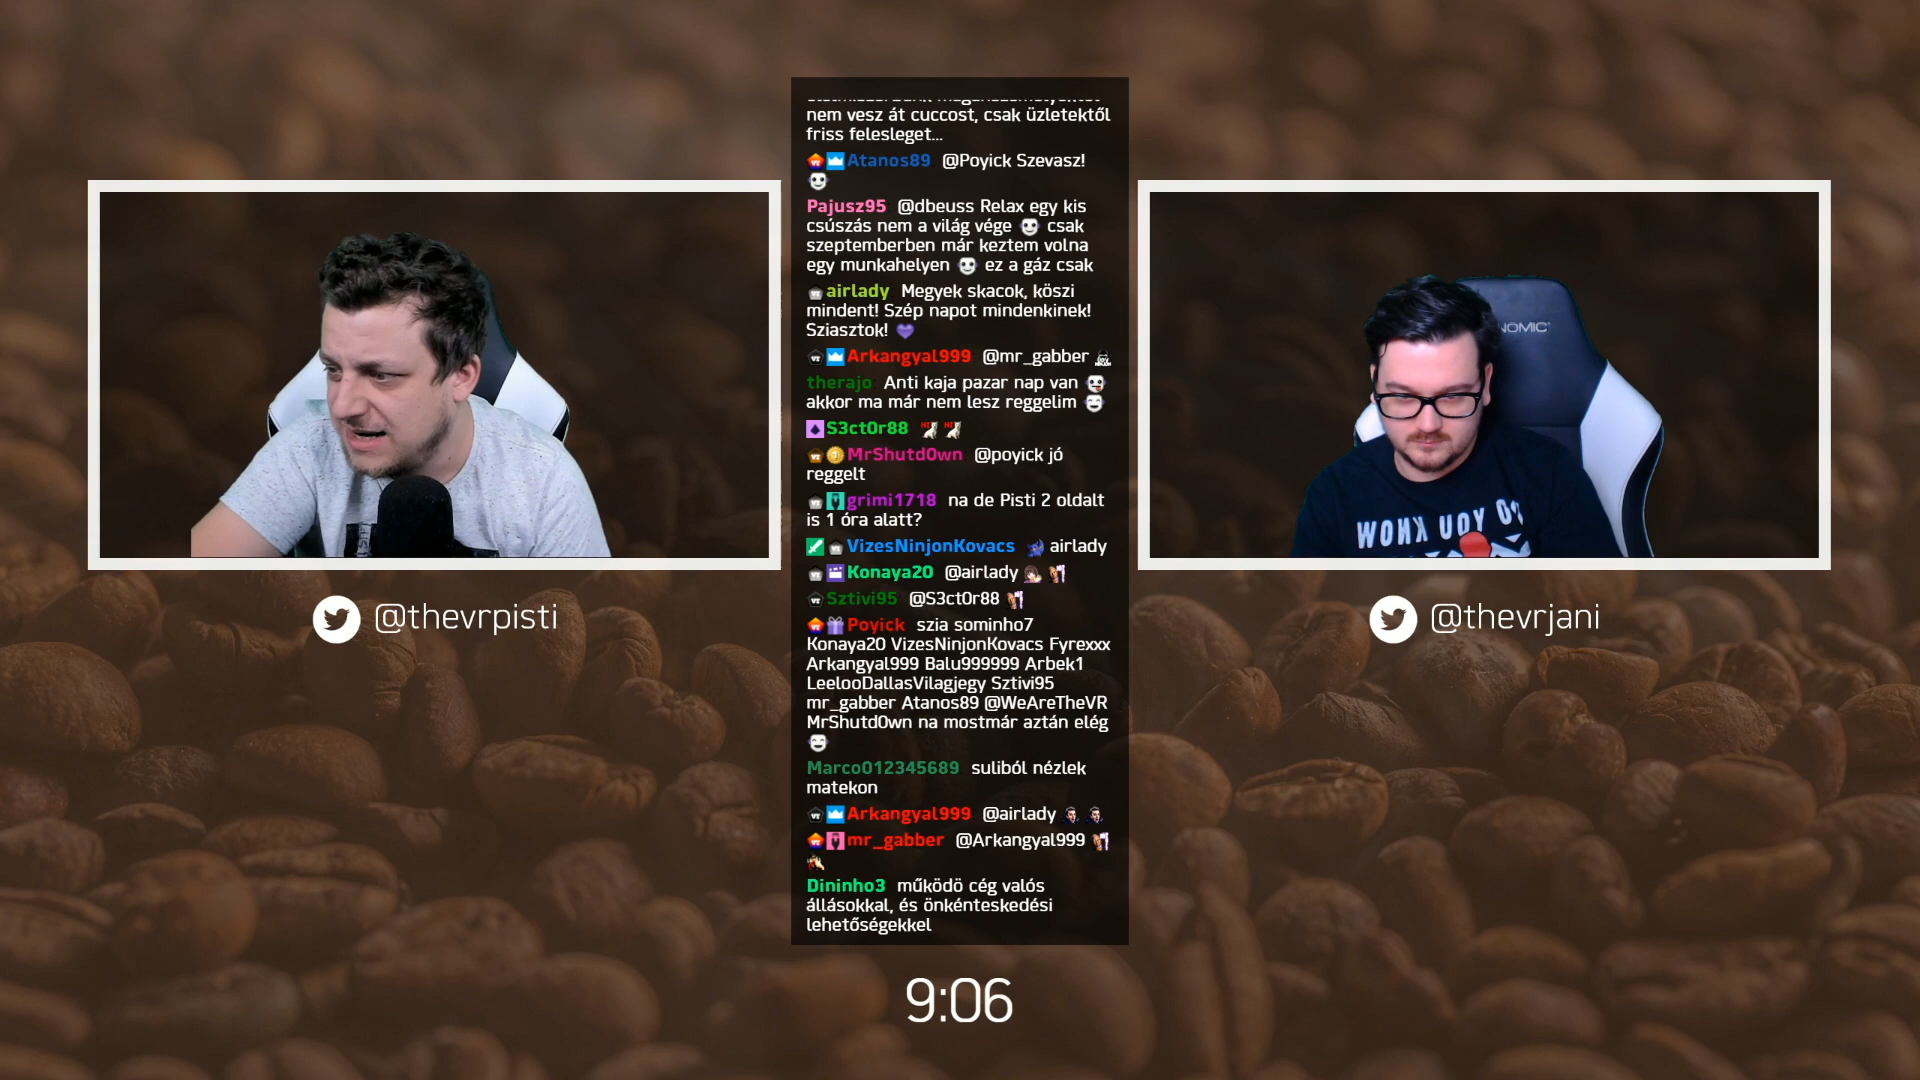 nem vesz át cuccost, csak üzletektől
friss felesleget...
Atanos89 @Poyick Szevasz!
Pajusz95 @dbeuss Relax egy kis
csúszás nem a világ vége csak
szeptemberben már keztem volna
egy munkahelyen ez a gáz csak
airlady Megyek skacok, köszi
mindent! Szép napot mindenkinek!
Sziasztok!
Arkangyal999 @mr_gabber
therajo Anti kaja pazar nap van
akkor ma már nem lesz reggelim
S3ct0r88
MrShutd0wn @poyick jó
reggelt
grimi1718 na de Pisti 2 oldalt
is 1 óra alatt?
VizesNinjonKovacs airlady
Konaya20 @airlady
Sztivi95 @S3ct0r88
Poyick szia sominho7
Konaya20 VizesNinjonKovacs Fyrexxx
Arkangyal999 Balu999999 Arbek1
LeelooDallasVilagjegy Sztivi95
mr_gabber Atanos89 @WeAreTheVR
MrShutd0wn na mostmár aztán elég
Marco012345689 suliból nézlek
matekon
Arkangyal999 @airlady
mr_gabber @Arkangyal999
Dininho3 működö cég valós
állásokkal, és önkénteskedési
lehetőségekkel
@thevrpisti
NOMIC
DO YOU KNOW
@thevrjani
9:06